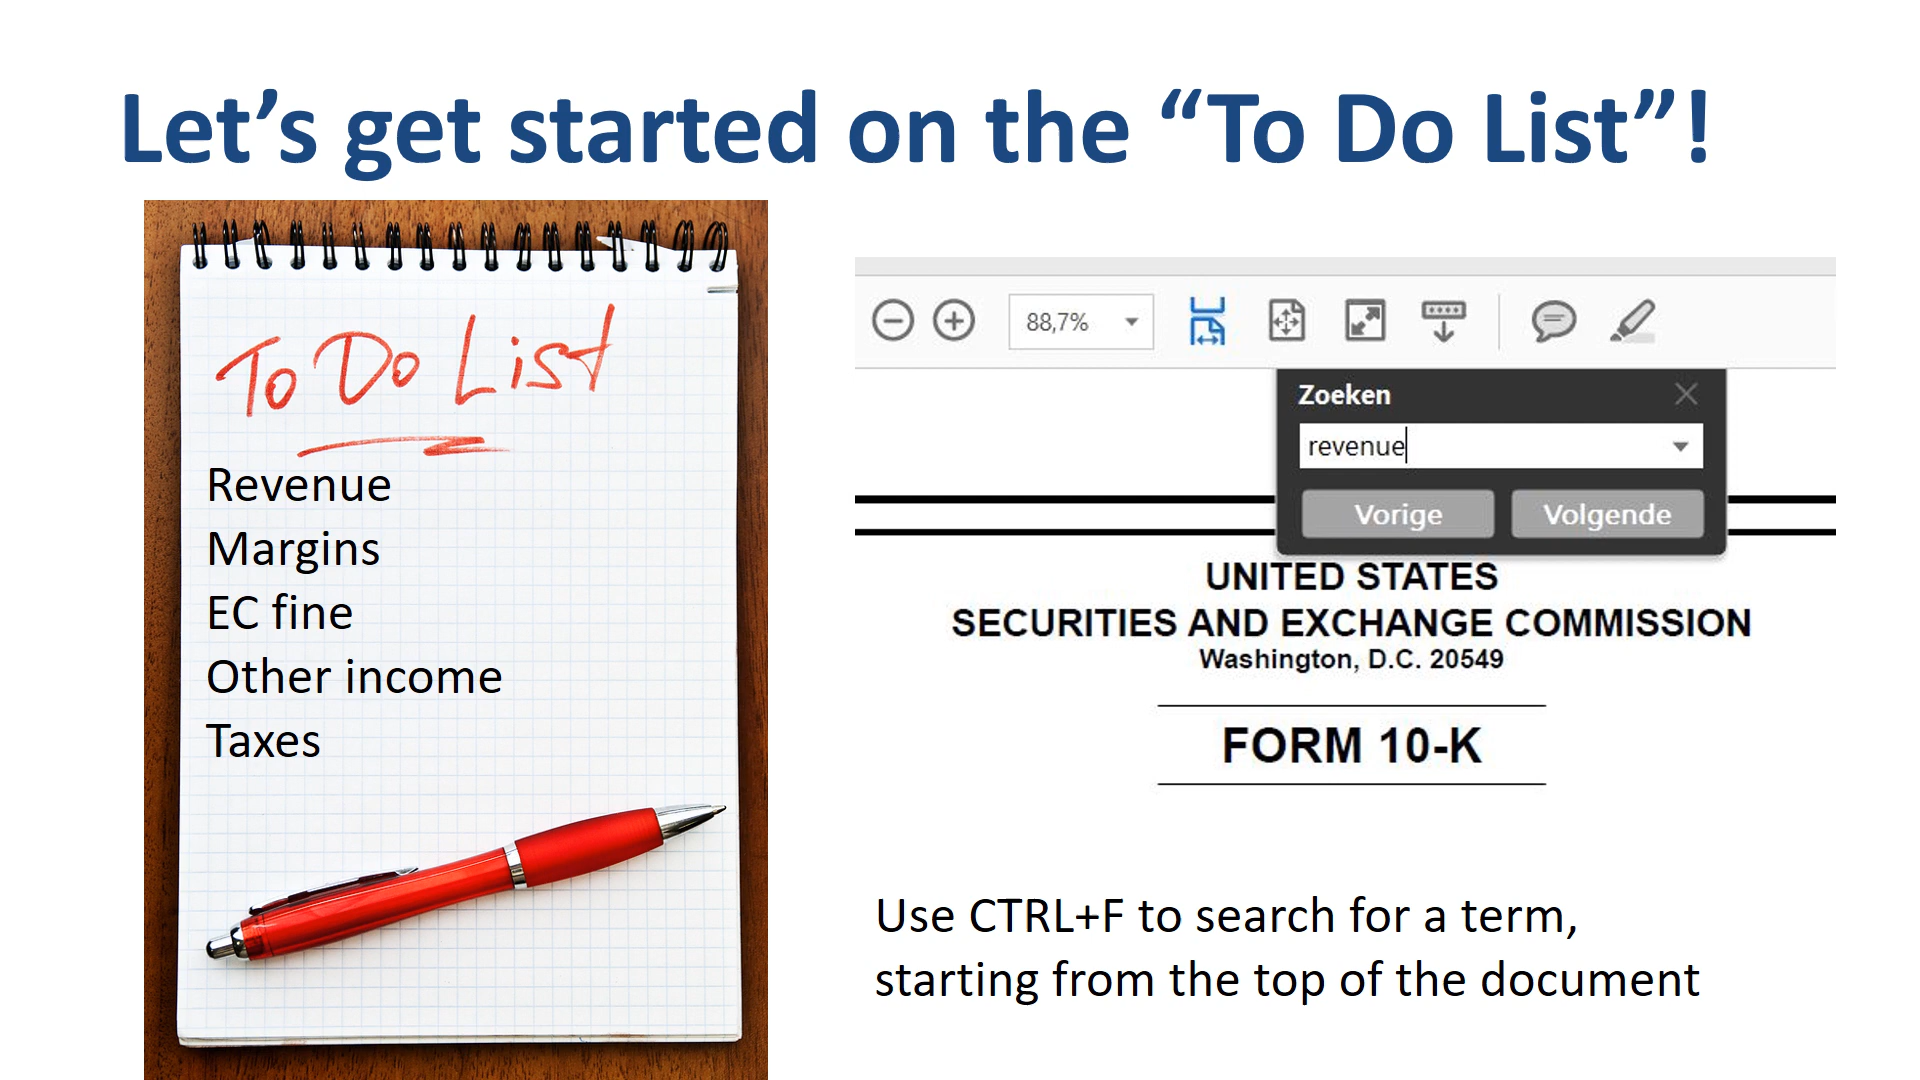 Let’s get started on the “To Do List”!
To Do List
Revenue
Margins
EC fine
Other income
Taxes
88,7%
Zoeken
revenue
Vorige
Volgende
UNITED STATES
SECURITIES AND EXCHANGE COMMISSION
Washington, D.C. 20549
FORM 10-K
Use CTRL+F to search for a term,
starting from the top of the document